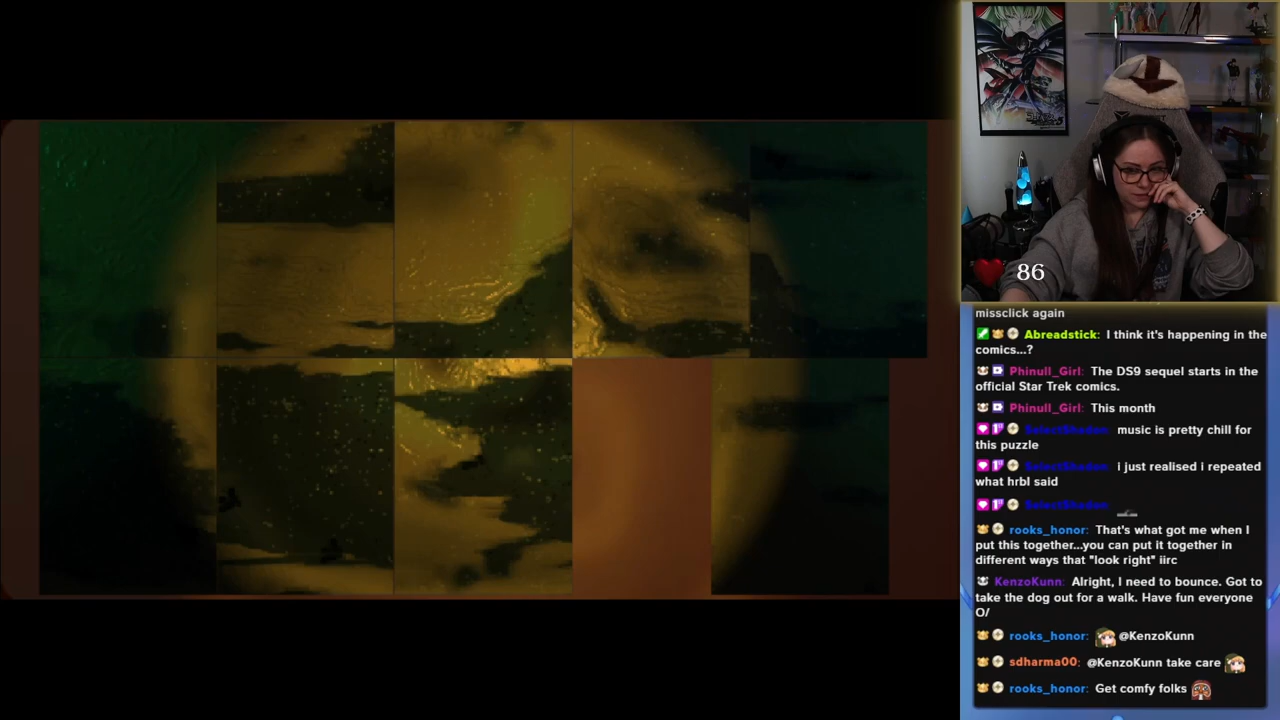 86
missclick again
Abreadstick: I think it's happening in the
comics...?
Phinull_Girl: The DS9 sequel starts in the
official Star Trek comics.
Phinull_Girl: This month
SelectShadow: music is pretty chill for
this puzzle
SelectShadow: i just realised i repeated
what hrbl said
SelectShadow:
rooks_honor: That's what got me when I
put this together...you can put it together in
different ways that "look right" iirc
KenzoKunn: Alright, I need to bounce. Got to
take the dog out for a walk. Have fun everyone
O/
rooks_honor: @KenzoKunn
sdharma00: @KenzoKunn take care
rooks_honor: Get comfy folks